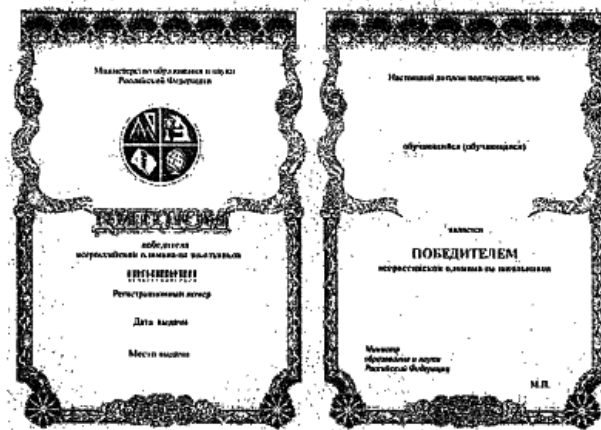 Министерство образования и науки
Российской Федерации
ДИПЛОМ
победителя
всероссийской олимпиады школьников
Регистрационный номер
Дата выдачи
Место выдачи
Настоящий диплом подтверждает, что
обучающийся (обучающаяся)
является
ПОБЕДИТЕЛЕМ
всероссийской олимпиады школьников
Министр
образования и науки
Российской Федерации
М.П.